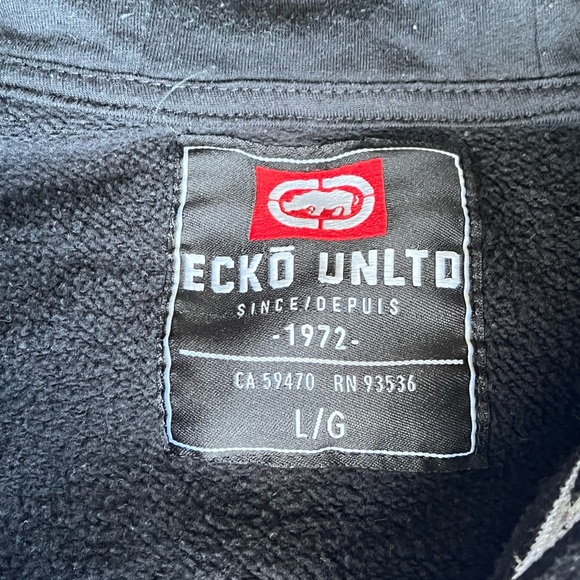 ECKŌ UNLTD
SINCE/DEPUIS
-1972-
CA 59470 RN 93536
L/G